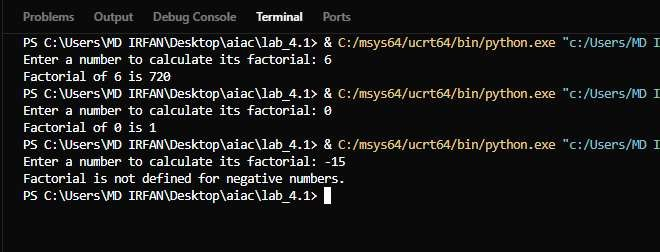 Problems Output Debug Console Terminal Ports
PS C:\Users\MD IRFAN\Desktop\aiac\lab_4.1> & C:/msys64/ucrt64/bin/python.exe "c:/Users/MD I
Enter a number to calculate its factorial: 6
Factorial of 6 is 720
PS C:\Users\MD IRFAN\Desktop\aiac\lab_4.1> & C:/msys64/ucrt64/bin/python.exe "c:/Users/MD I
Enter a number to calculate its factorial: 0
Factorial of 0 is 1
PS C:\Users\MD IRFAN\Desktop\aiac\lab_4.1> & C:/msys64/ucrt64/bin/python.exe "c:/Users/MD I
Enter a number to calculate its factorial: -15
Factorial is not defined for negative numbers.
PS C:\Users\MD IRFAN\Desktop\aiac\lab_4.1>